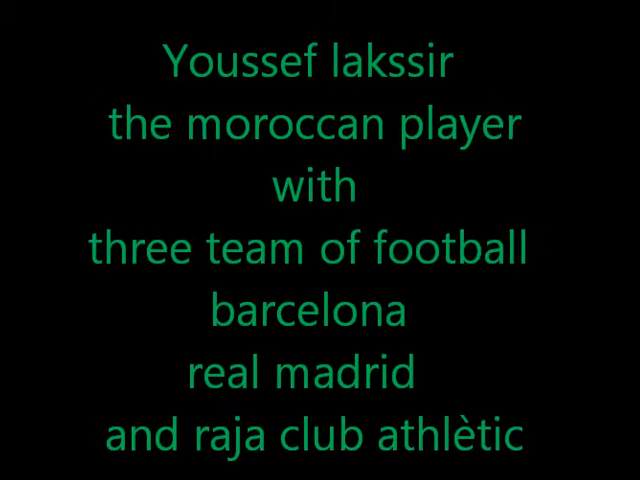 Youssef lakssir
the moroccan player
with
three team of football
barcelona
real madrid
and raja club athlètic